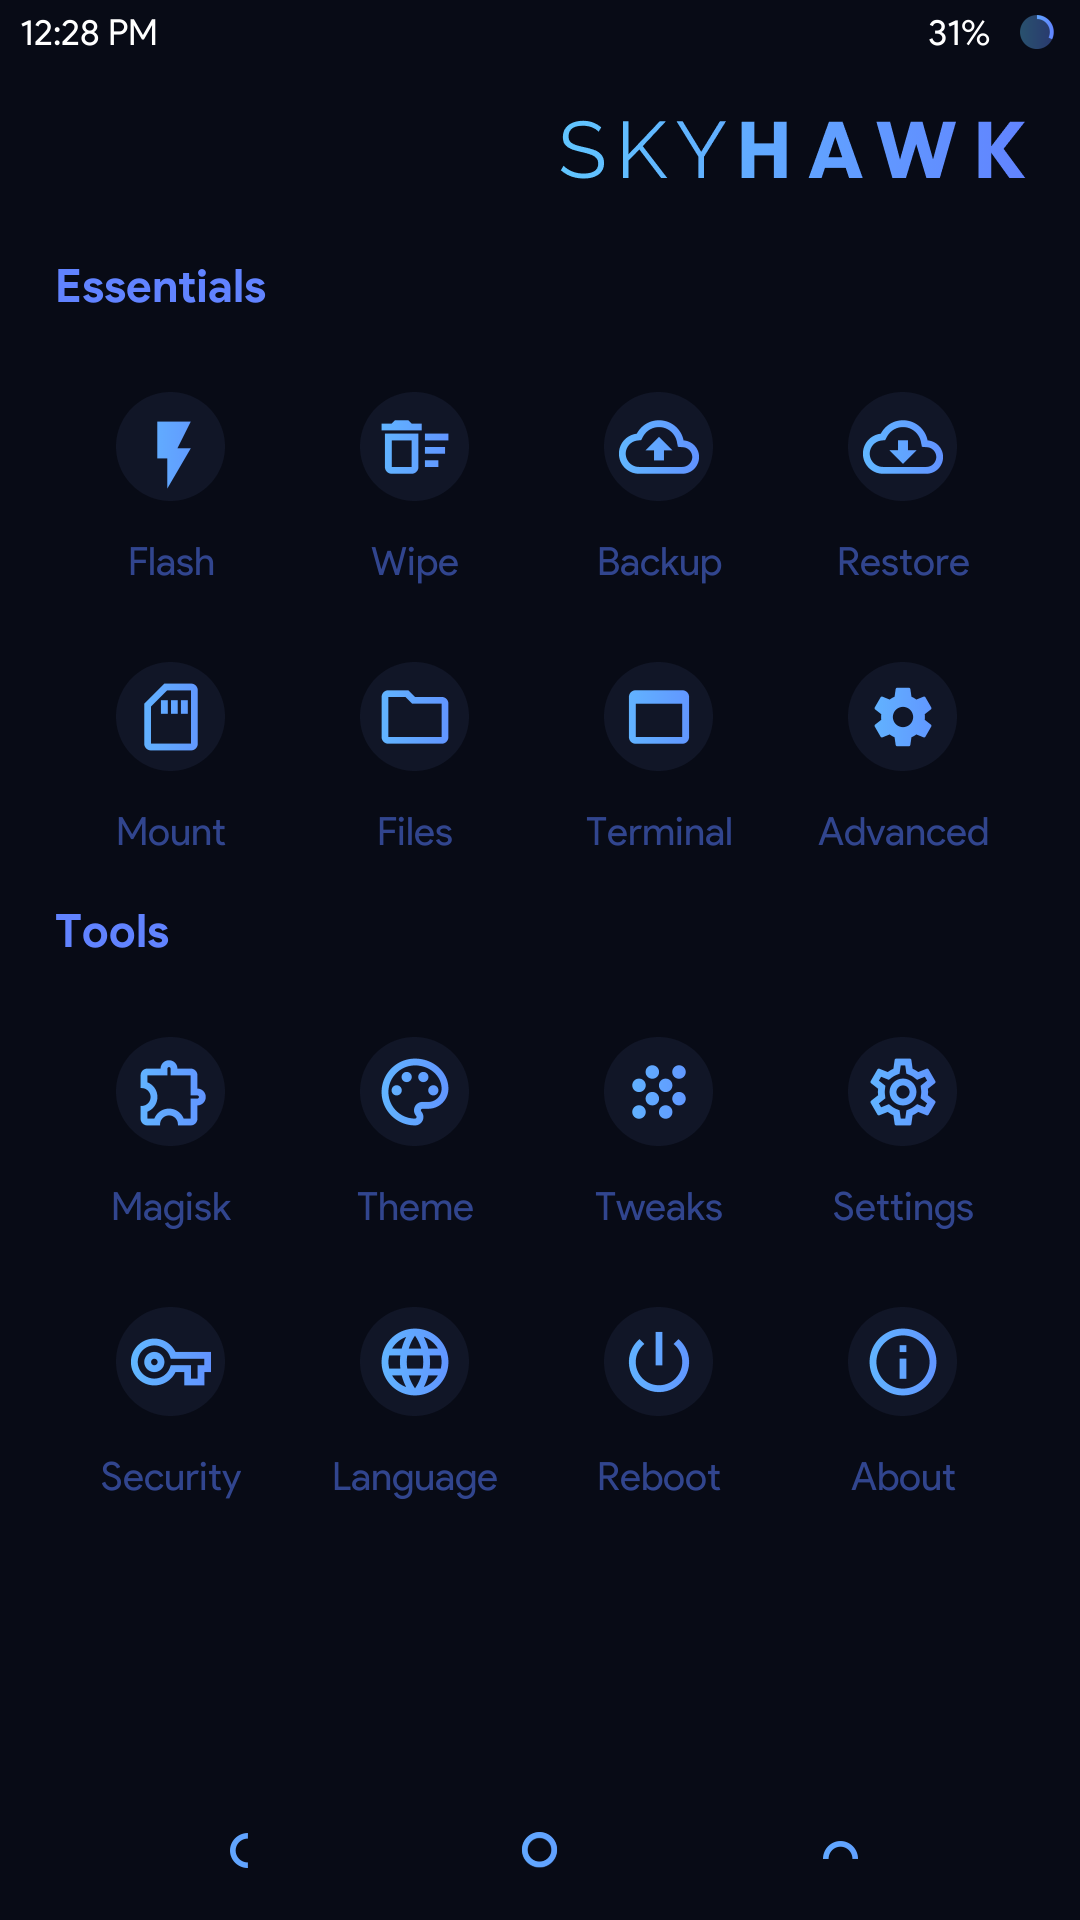 12:28 PM 31%
SKYHAWK
Essentials
Flash Wipe Backup Restore
Mount Files Terminal Advanced
Tools
Magisk Theme Tweaks Settings
Security Language Reboot About